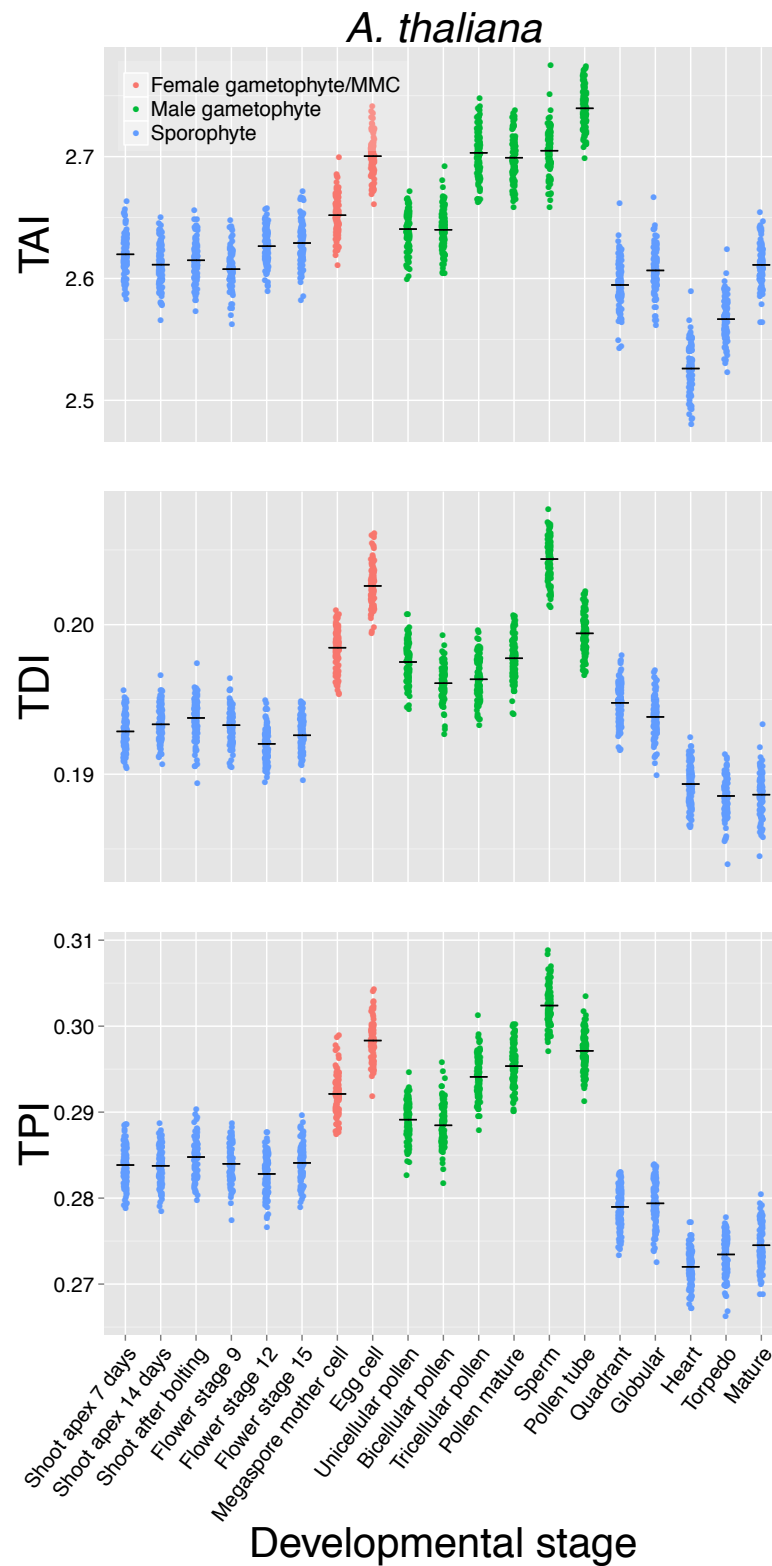 A. thaliana
Female gametophyte/MMC
Male gametophyte
Sporophyte
TAI
2.7
2.6
2.5
TDI
0.20
0.19
TPI
0.31
0.30
0.29
0.28
0.27
Shoot apex 7 days
Shoot apex 14 days
Shoot after bolting
Flower stage 9
Flower stage 12
Flower stage 15
Megaspore mother cell
Egg cell
Unicellular pollen
Bicellular pollen
Tricellular pollen
Pollen mature
Sperm
Pollen tube
Quadrant
Globular
Heart
Torpedo
Mature
Developmental stage